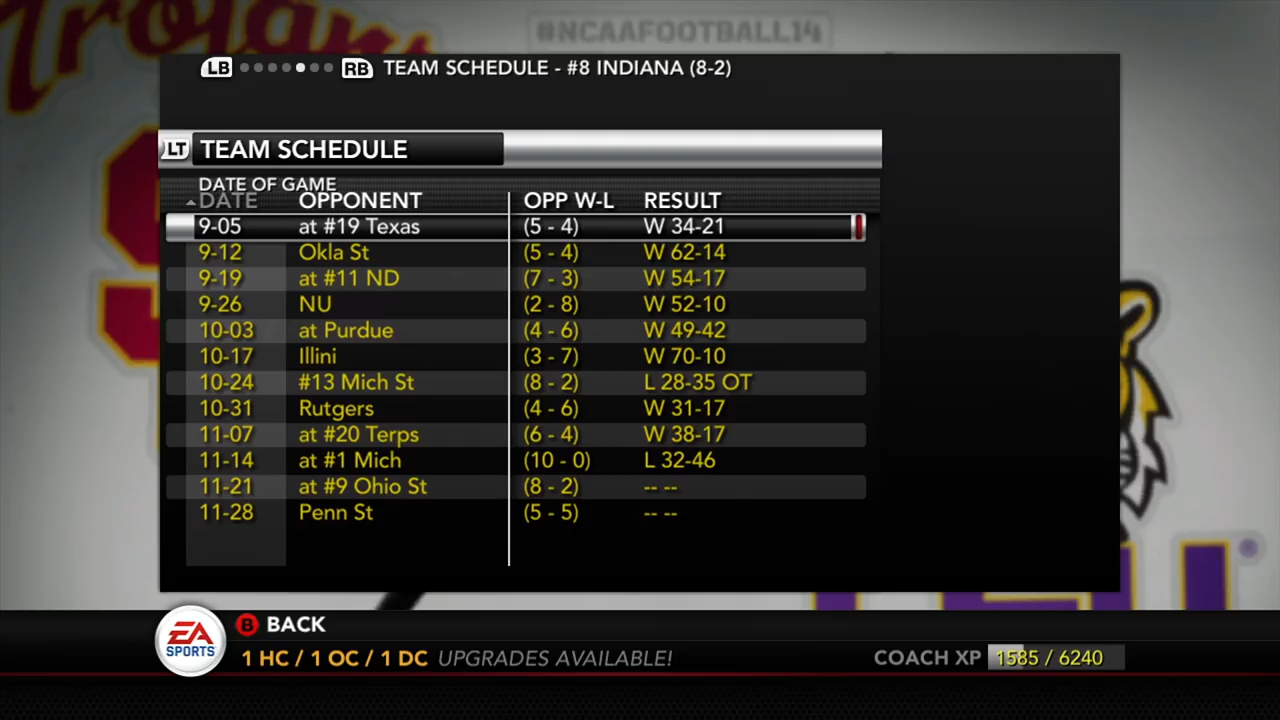 Trojans
#NCAAFOOTBALL14
LB RB TEAM SCHEDULE - #8 INDIANA (8-2)
LT TEAM SCHEDULE
DATE OF GAME
DATE OPPONENT OPP W-L RESULT
9-05 at #19 Texas (5 - 4) W 34-21
9-12 Okla St (5 - 4) W 62-14
9-19 at #11 ND (7 - 3) W 54-17
9-26 NU (2 - 8) W 52-10
10-03 at Purdue (4 - 6) W 49-42
10-17 Illini (3 - 7) W 70-10
10-24 #13 Mich St (8 - 2) L 28-35 OT
10-31 Rutgers (4 - 6) W 31-17
11-07 at #20 Terps (6 - 4) W 38-17
11-14 at #1 Mich (10 - 0) L 32-46
11-21 at #9 Ohio St (8 - 2) -- --
11-28 Penn St (5 - 5) -- --
EA SPORTS
B BACK
1 HC / 1 OC / 1 DC UPGRADES AVAILABLE!
COACH XP 1585 / 6240